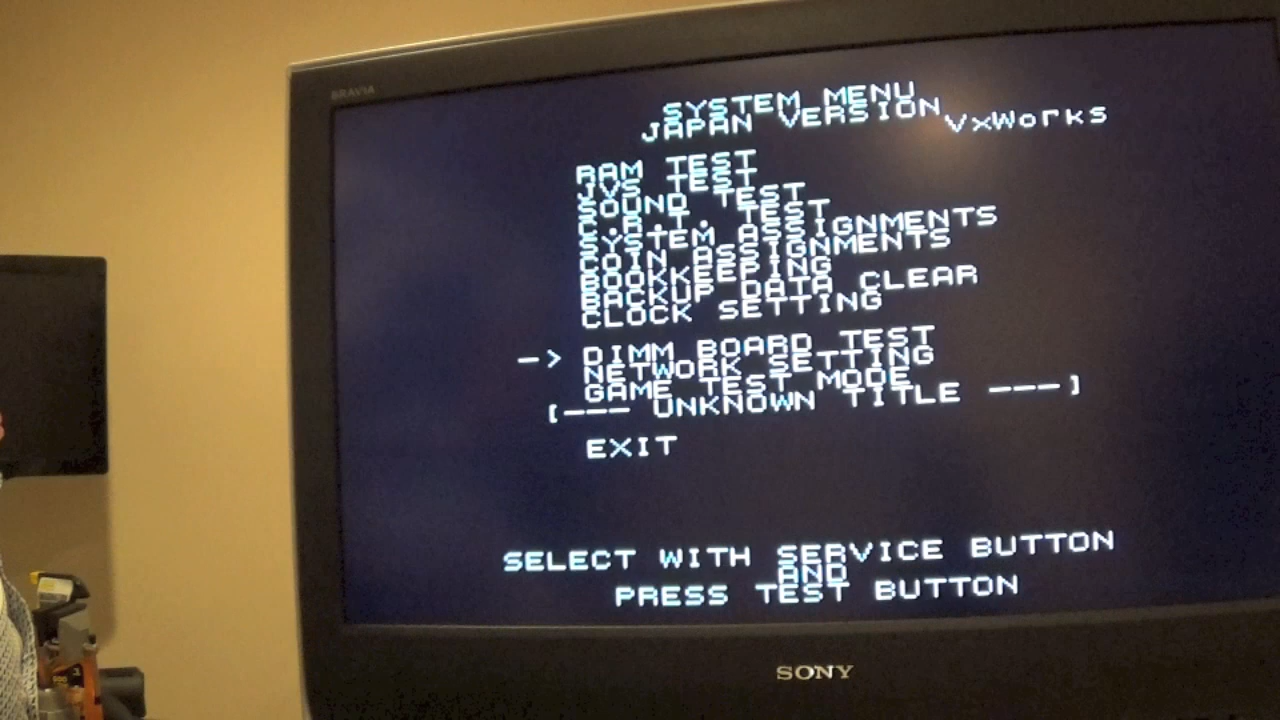 BRAVIA
SYSTEM MENU
JAPAN VERSION VxWorks
RAM TEST
JVS TEST
SOUND TEST
C.R.T. TEST
SYSTEM ASSIGNMENTS
COIN ASSIGNMENTS
BOOKKEEPING
BACKUP DATA CLEAR
CLOCK SETTING
-> DIMM BOARD TEST
NETWORK SETTING
GAME TEST MODE
[--- UNKNOWN TITLE ---]
EXIT
SELECT WITH SERVICE BUTTON
AND
PRESS TEST BUTTON
SONY